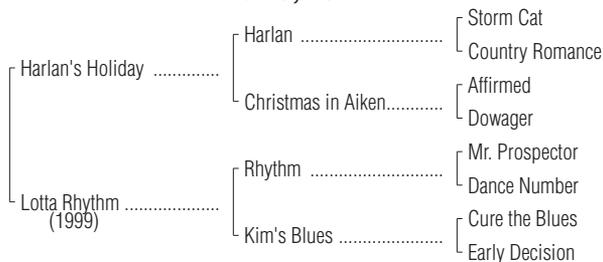 Harlan's Holiday ..............
Harlan ..............................
Storm Cat
Country Romance
Christmas in Aiken............
Affirmed
Dowager
Lotta Rhythm ....................
(1999)
Rhythm ............................
Mr. Prospector
Dance Number
Kim's Blues ......................
Cure the Blues
Early Decision